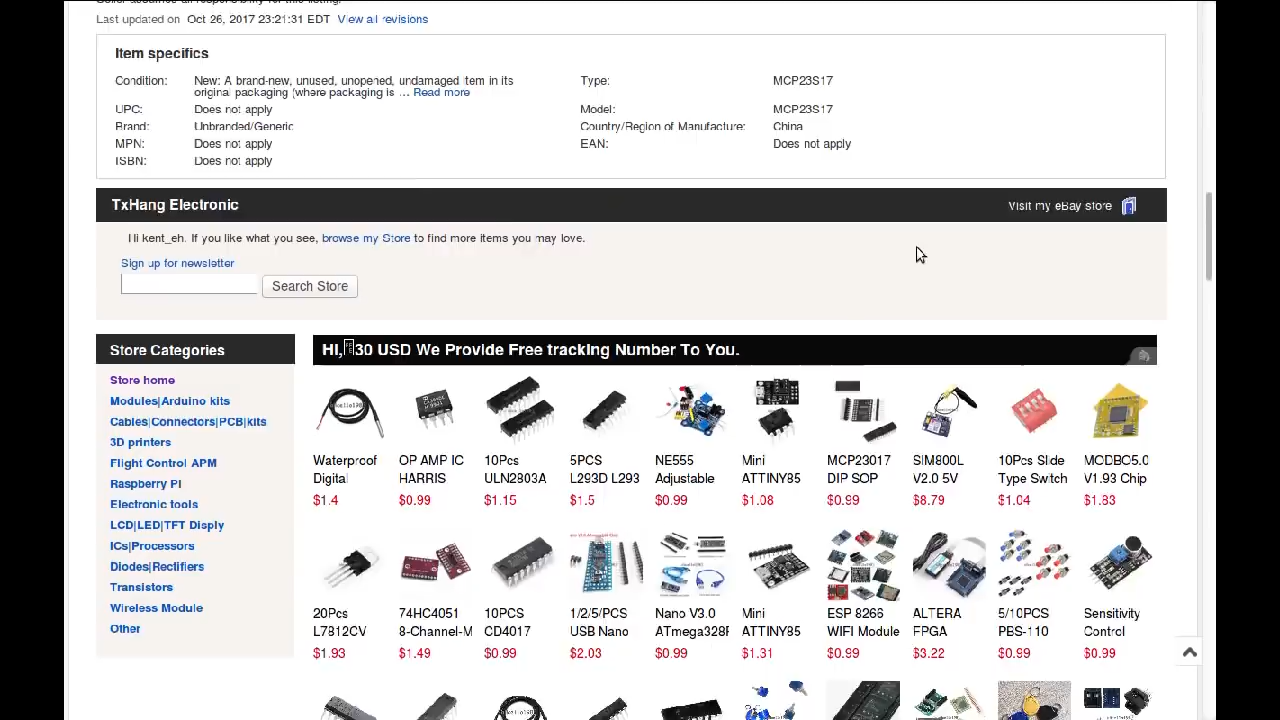 Seller assumes all responsibility for this listing.
Last updated on Oct 26, 2017 23:21:31 EDT View all revisions
Item specifics
Condition: New: A brand-new, unused, unopened, undamaged item in its original packaging (where packaging is ... Read more
Type: MCP23S17
UPC: Does not apply
Model: MCP23S17
Brand: Unbranded/Generic
Country/Region of Manufacture: China
MPN: Does not apply
EAN: Does not apply
ISBN: Does not apply
TxHang Electronic
Visit my eBay store
Hi kent_eh. If you like what you see, browse my Store to find more items you may love.
Sign up for newsletter
Search Store
Store Categories
Store home
Modules|Arduino kits
Cables|Connectors|PCB|kits
3D printers
Flight Control APM
Raspberry Pi
Electronic tools
LCD|LED|TFT Disply
ICs|Processors
Diodes|Rectifiers
Transistors
Wireless Module
Other
HI, 30 USD We Provide Free tracking Number To You.
Waterproof Digital
$1.4
OP AMP IC HARRIS
$0.99
10Pcs ULN2803A
$1.15
5PCS L293D L293
$1.5
NE555 Adjustable
$0.99
Mini ATTINY85
$1.08
MCP23017 DIP SOP
$0.99
SIM800L V2.0 5V
$8.79
10Pcs Slide Type Switch
$1.04
MODBO5.0 V1.93 Chip
$1.83
20Pcs L7812CV
$1.93
74HC4051 8-Channel-M
$1.49
10PCS CD4017
$0.99
1/2/5/PCS USB Nano
$2.03
Nano V3.0 ATmega328F
$0.99
Mini ATTINY85
$1.31
ESP 8266 WIFI Module
$0.99
ALTERA FPGA
$3.22
5/10PCS PBS-110
$0.99
Sensitivity Control
$0.99